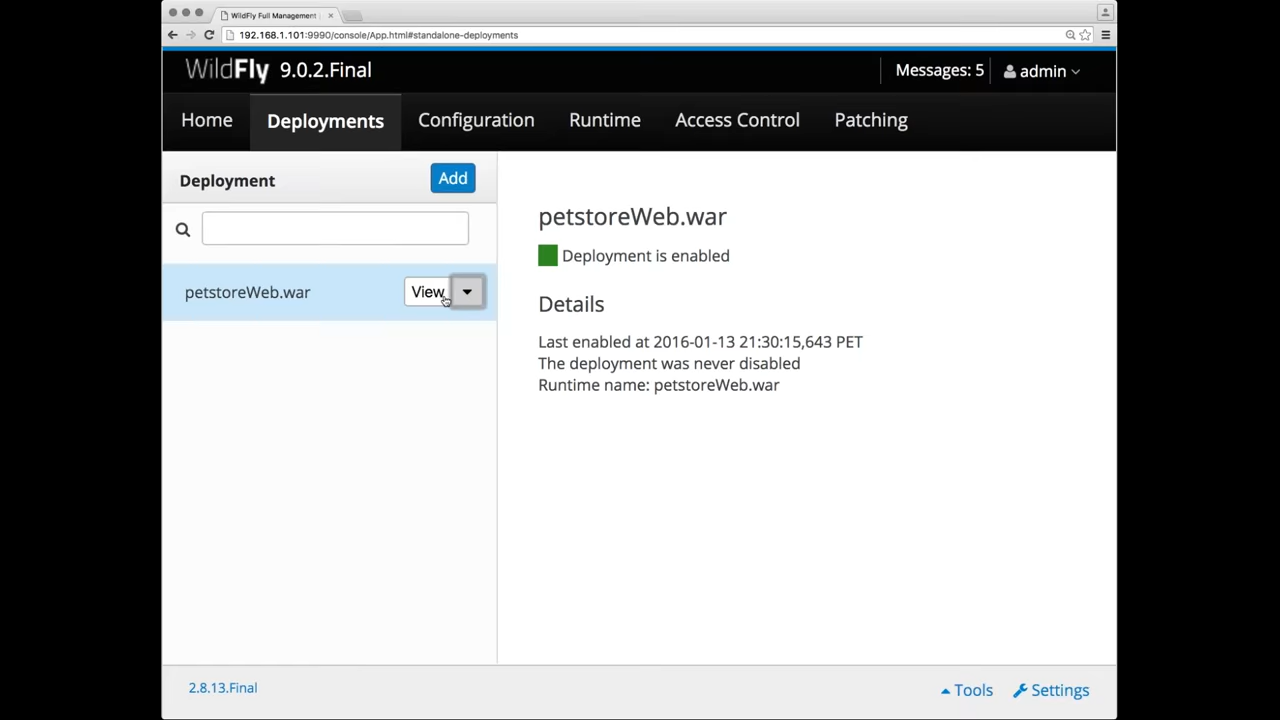 WildFly Full Management
192.168.1.101:9990/console/App.html#standalone-deployments
WildFly 9.0.2.Final
Messages: 5
admin
Home
Deployments
Configuration
Runtime
Access Control
Patching
Deployment
Add
petstoreWeb.war
View
petstoreWeb.war
Deployment is enabled
Details
Last enabled at 2016-01-13 21:30:15,643 PET
The deployment was never disabled
Runtime name: petstoreWeb.war
2.8.13.Final
Tools
Settings